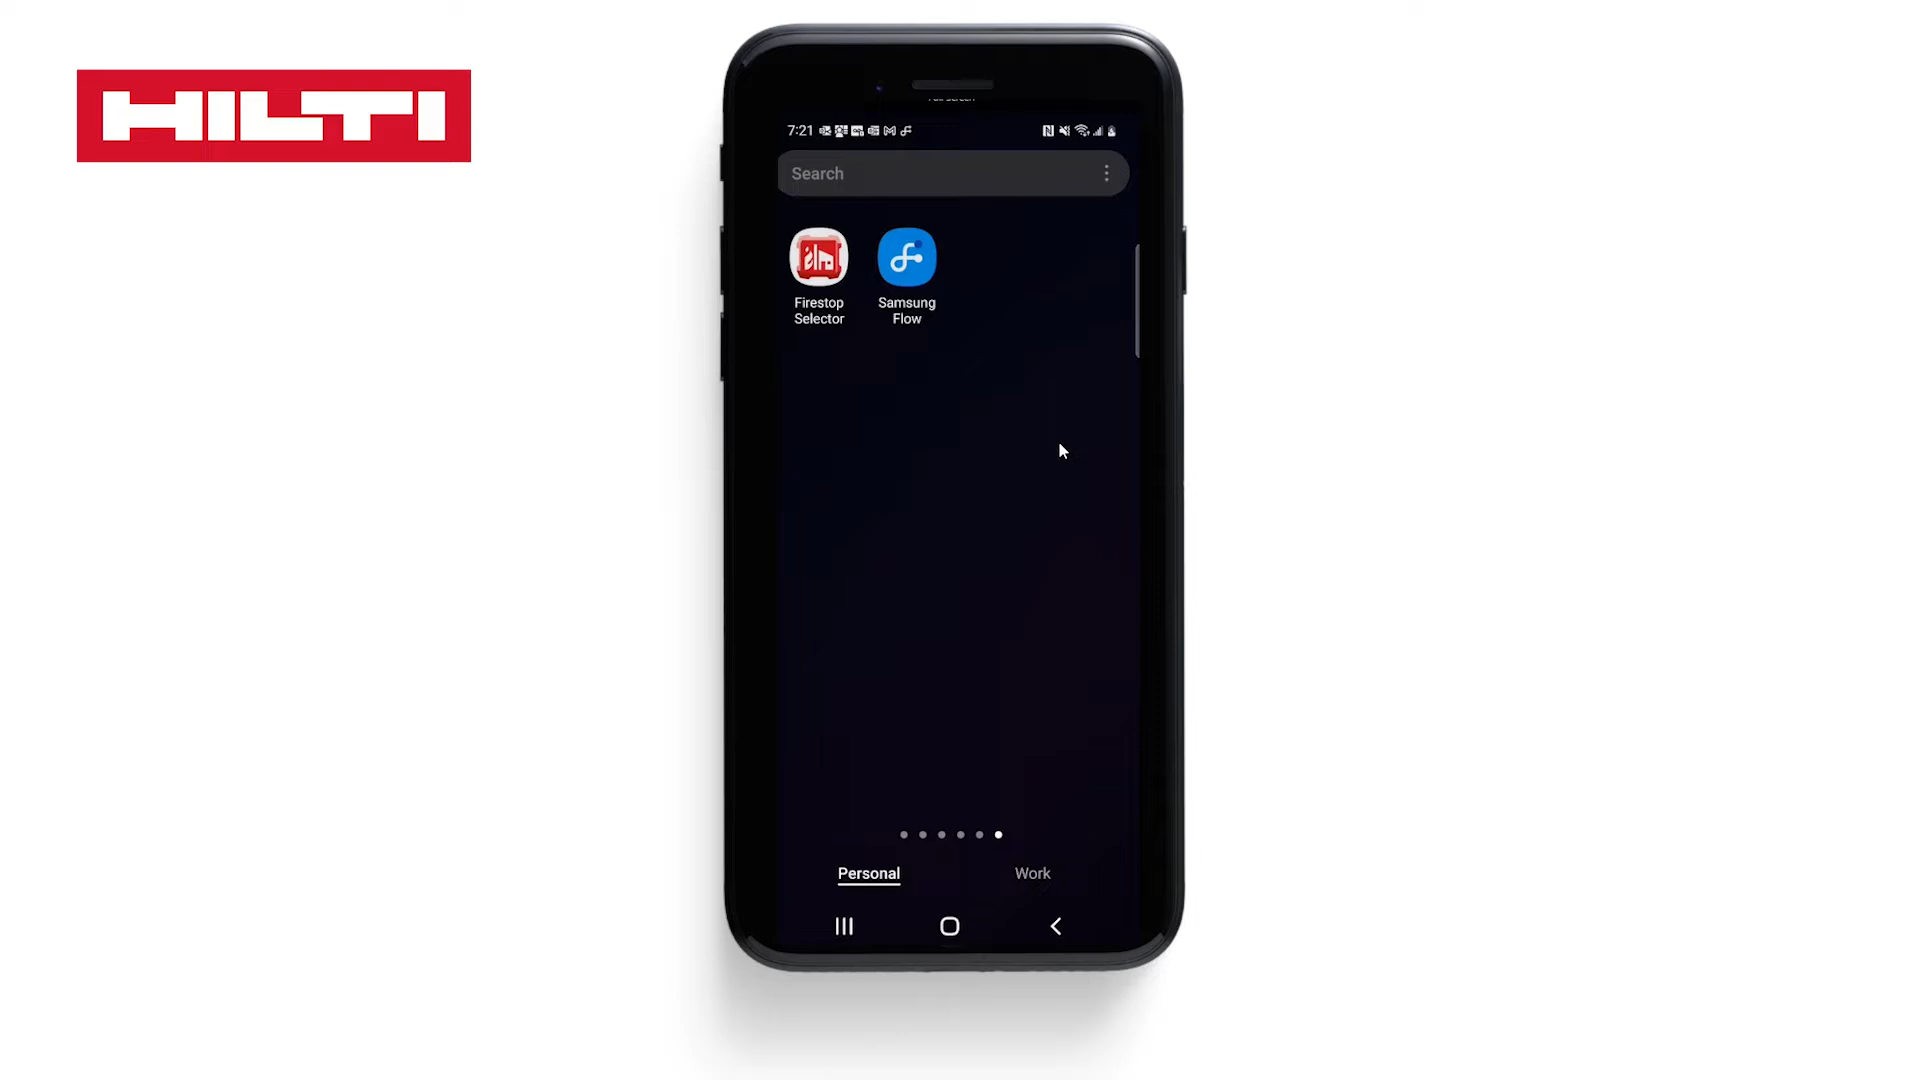 HILTI
7:21
Search
Firestop
Selector
Samsung
Flow
Personal
Work